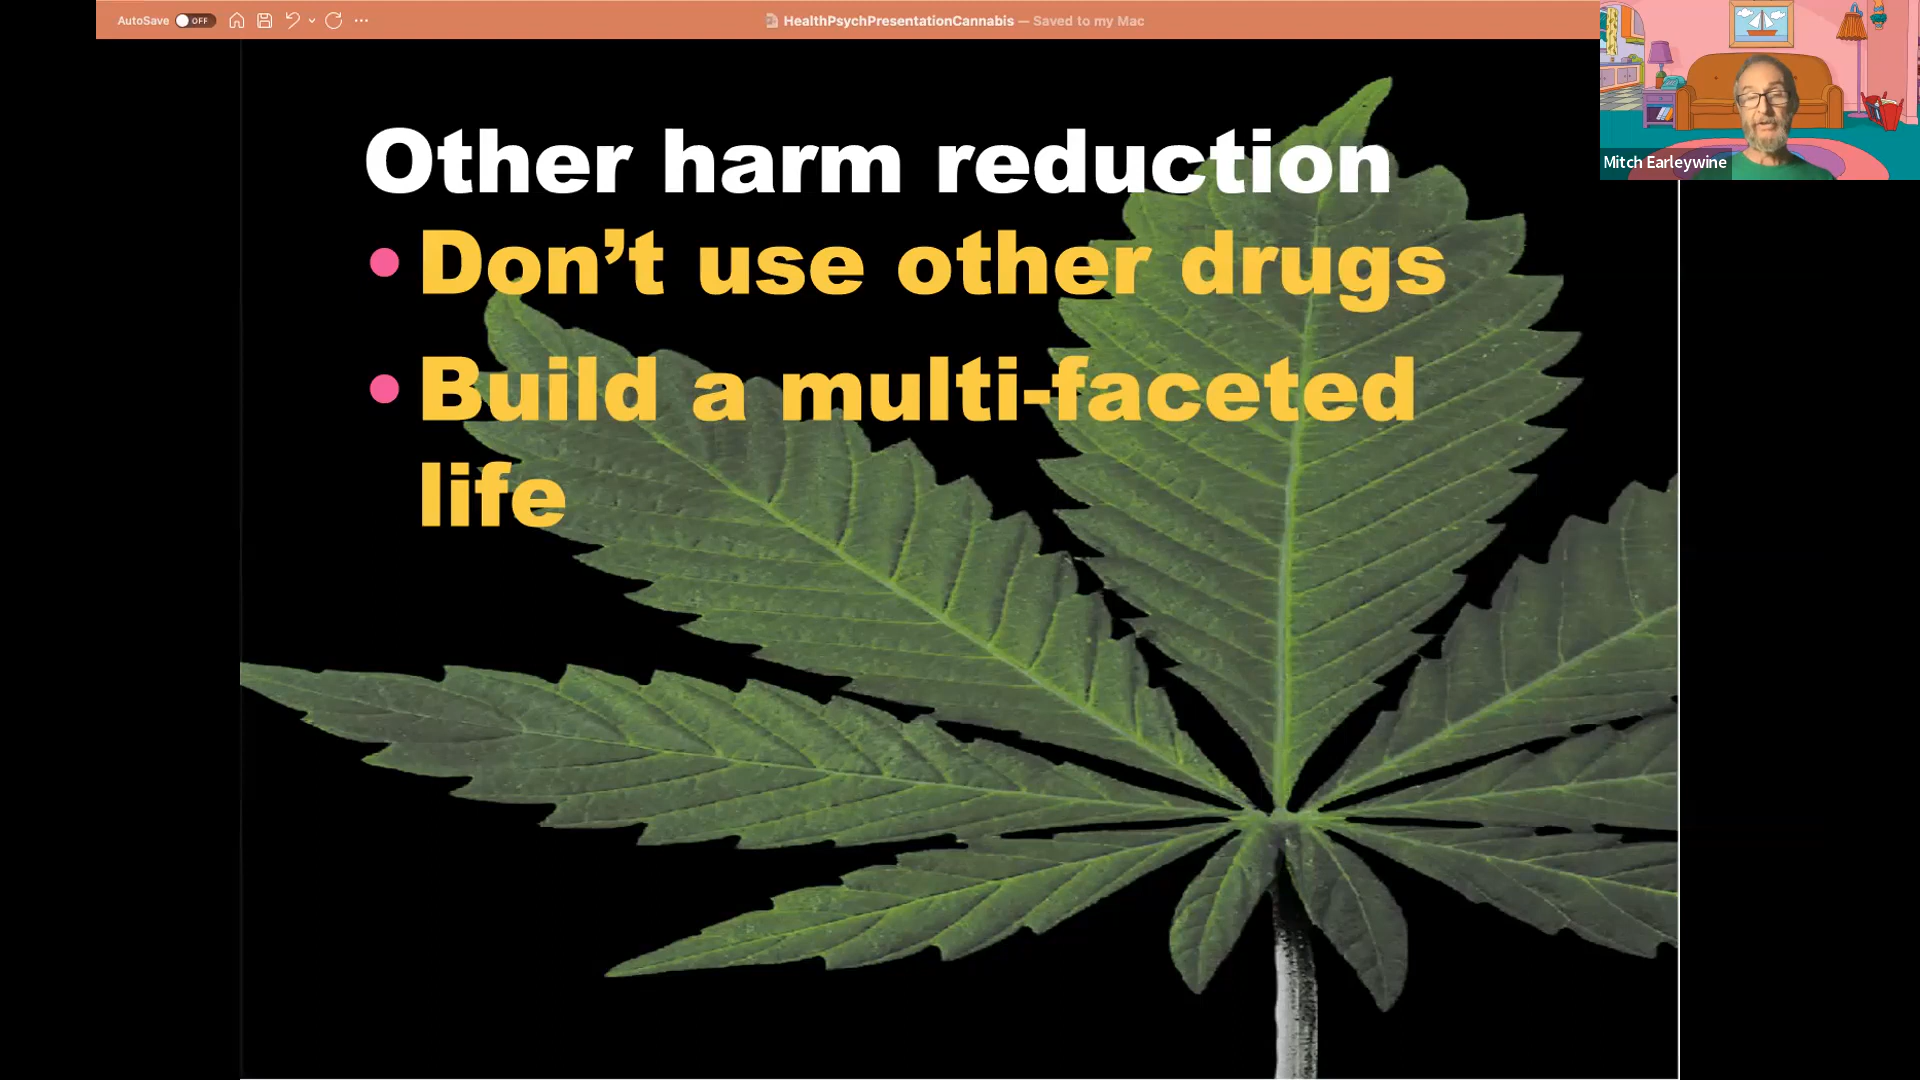 AutoSave OFF
HealthPsychPresentationCannabis — Saved to my Mac
Mitch Earleywine
Other harm reduction
• Don’t use other drugs
• Build a multi-faceted
life